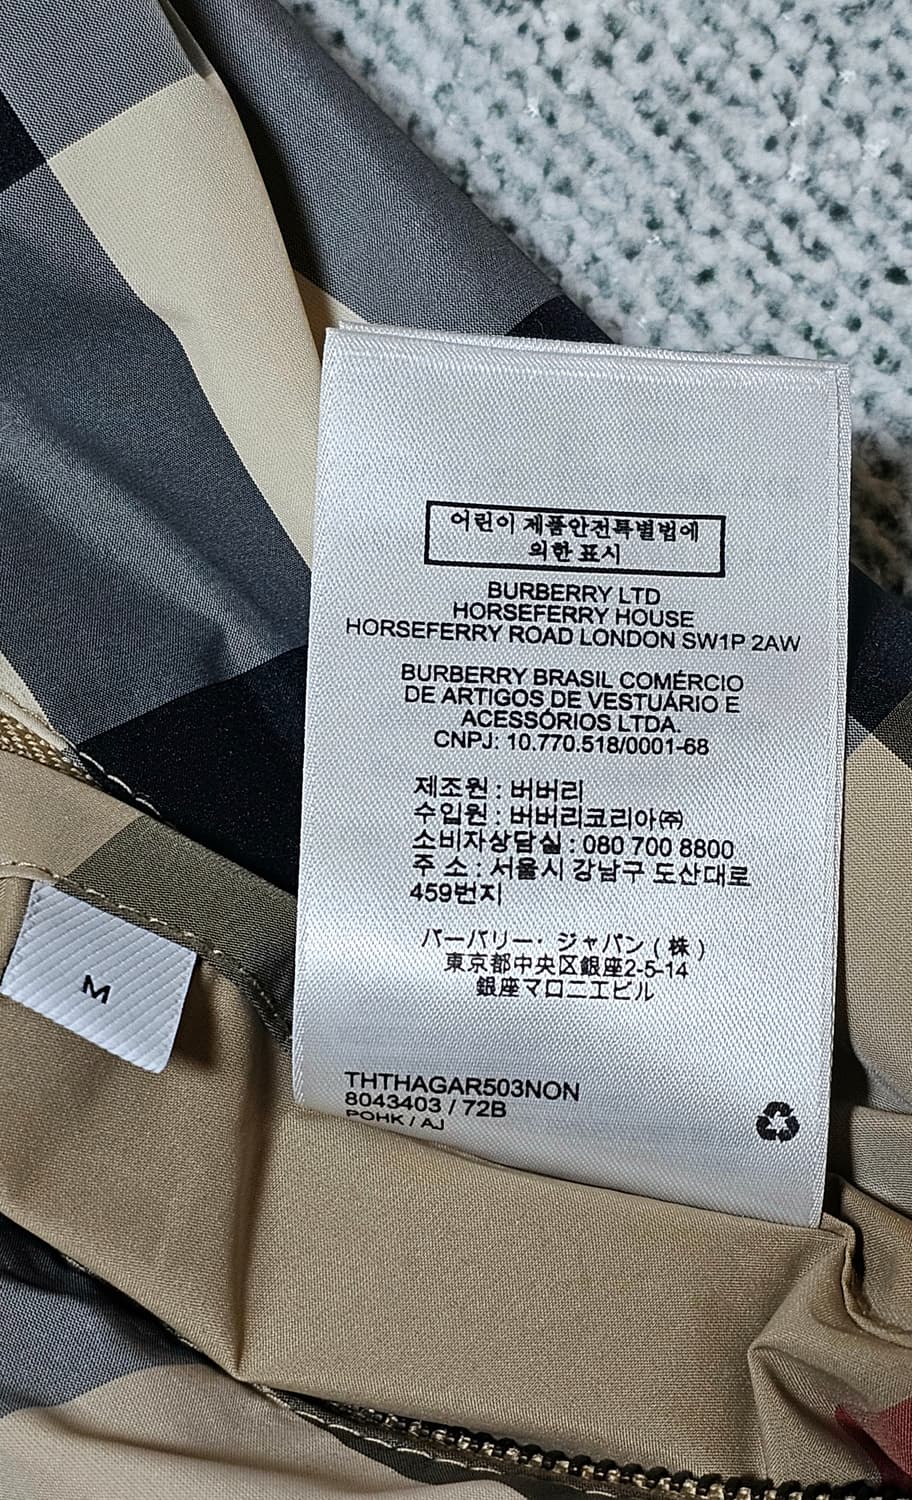 어린이 제품안전특별법에
의한 표시
BURBERRY LTD
HORSEFERRY HOUSE
HORSEFERRY ROAD LONDON SW1P 2AW
BURBERRY BRASIL COMÉRCIO
DE ARTIGOS DE VESTUÁRIO E
ACESSÓRIOS LTDA.
CNPJ: 10.770.518/0001-68
제조원 : 버버리
수입원 : 버버리코리아㈜
소비자상담실 : 080 700 8800
주 소 : 서울시 강남구 도산대로
459번지
バーバリー・ジャパン(株)
東京都中央区銀座2-5-14
銀座マロニエビル
M
THTHAGAR503NON
8043403 / 72B
POHK / AJ